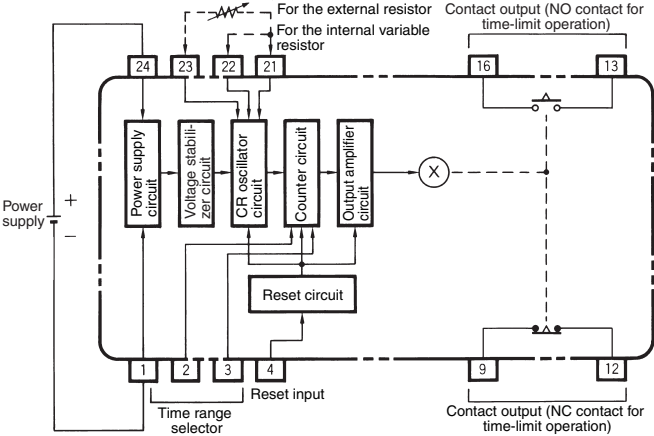 For the external resistor
For the internal variable
resistor
Contact output (NO contact for
time-limit operation)
24
23
22
21
16
13
Power supply
circuit
Voltage stabili-
zer circuit
CR oscillator
circuit
Counter circuit
Output amplifier
circuit
X
Power
supply
+
−
Reset circuit
1
2
3
4
9
12
Time range
selector
Reset input
Contact output (NC contact for
time-limit operation)